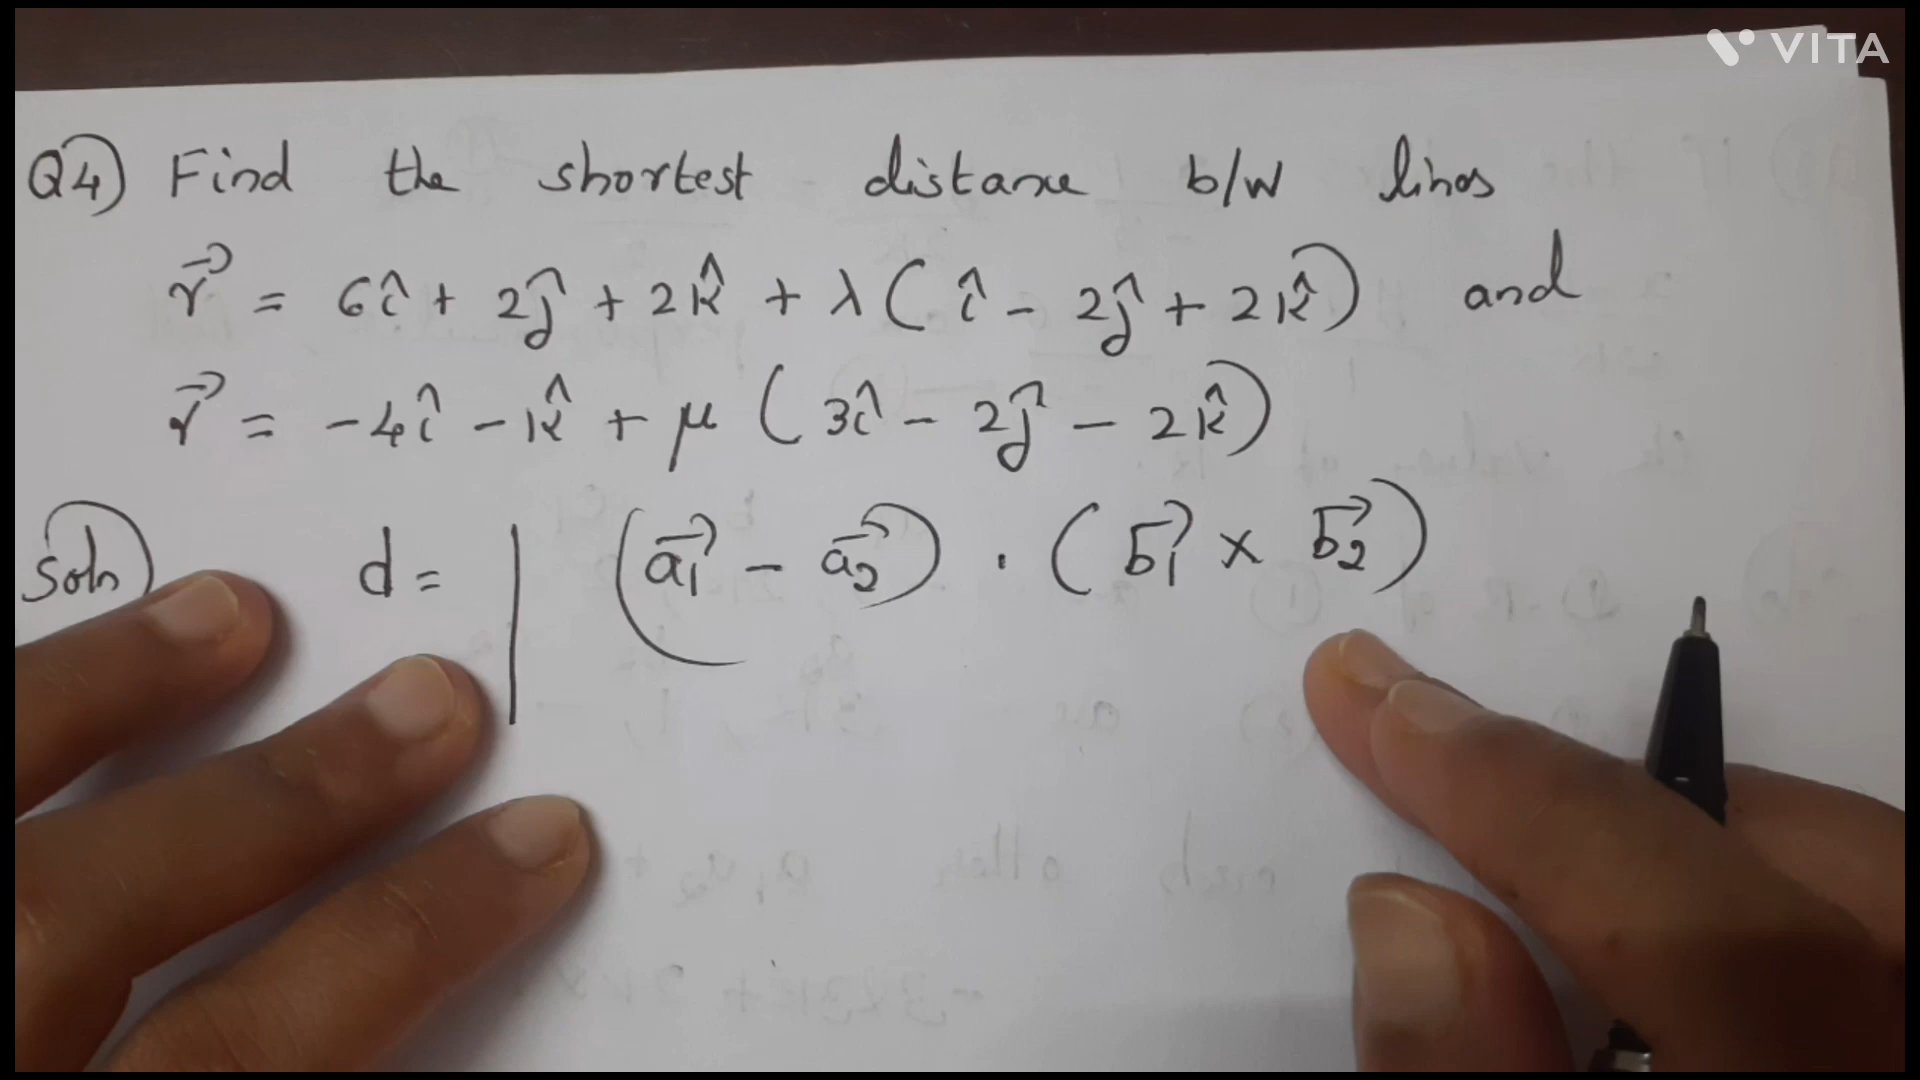 VITA
Q4) Find the shortest distance b/w lines
r⃗ = 6î + 2ĵ + 2k̂ + λ ( î - 2ĵ + 2k̂ ) and
r⃗ = -4î - k̂ + μ ( 3î - 2ĵ - 2k̂ )
Soln) d = | ( a⃗₁ - a⃗₂ ) . ( b⃗₁ × b⃗₂ )